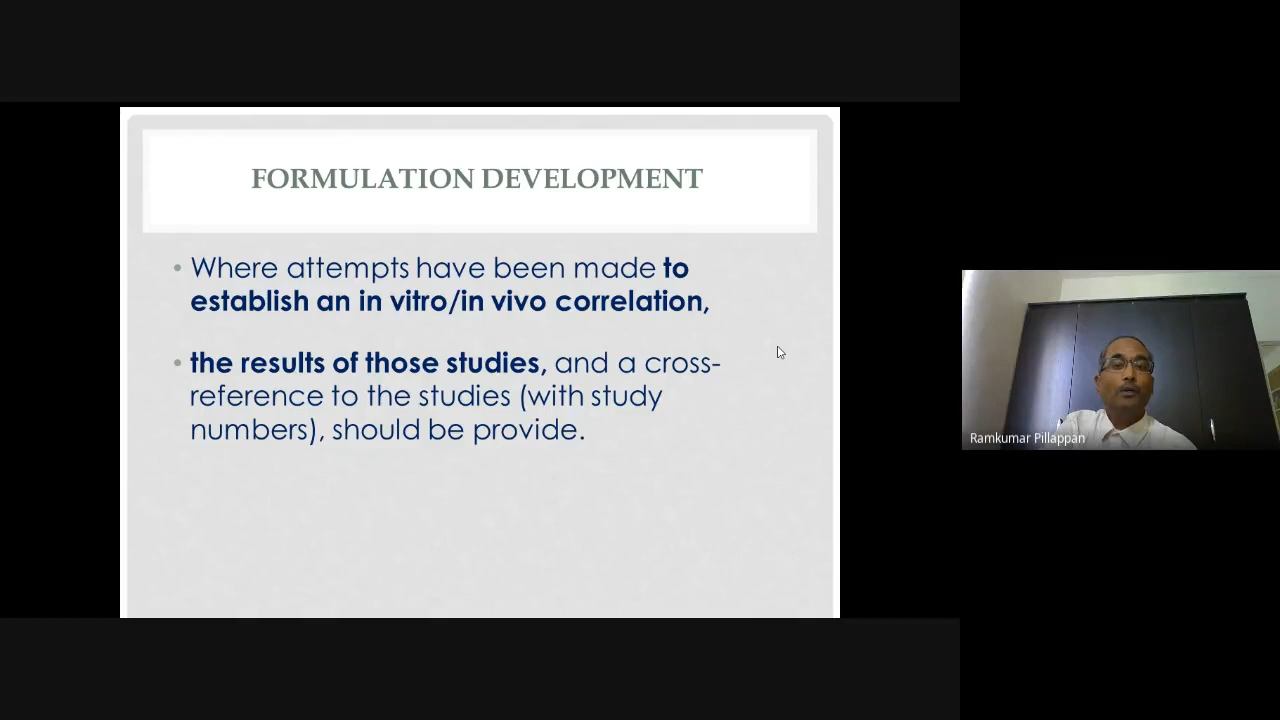 FORMULATION DEVELOPMENT
• Where attempts have been made to
establish an in vitro/in vivo correlation,
• the results of those studies, and a cross-
reference to the studies (with study
numbers), should be provide.
Ramkumar Pillappan